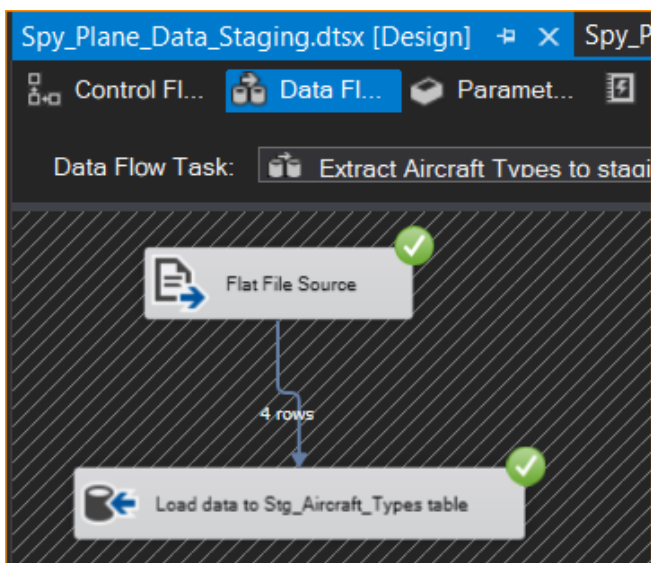 Spy_Plane_Data_Staging.dtsx [Design] Spy_P
Control Fl... Data Fl... Paramet...
Data Flow Task: Extract Aircraft Types to stagi
Flat File Source
4 rows
Load data to Stg_Aircraft_Types table